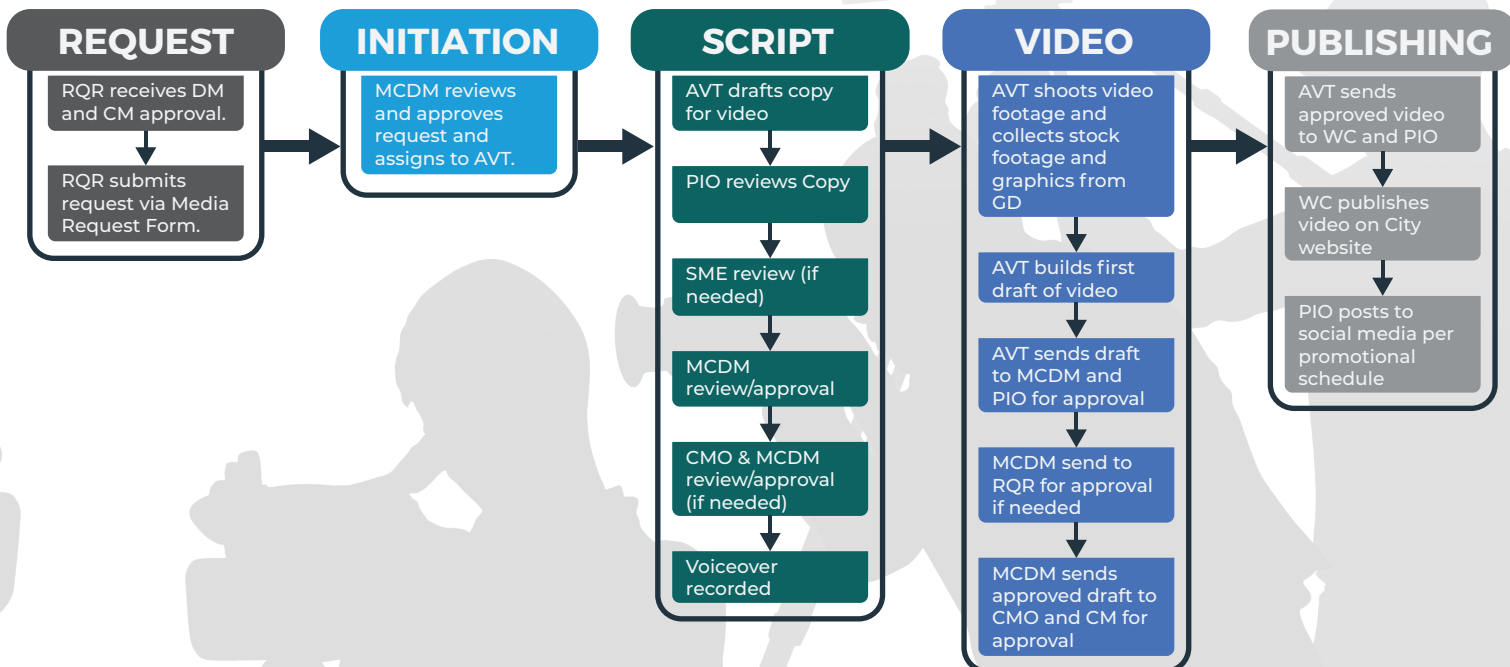 REQUEST
RQR receives DM
and CM approval.
RQR submits
request via Media
Request Form.
INITIATION
MCDM reviews
and approves
request and
assigns to AVT.
SCRIPT
AVT drafts copy
for video
PIO reviews Copy
SME review (if
needed)
MCDM
review/approval
CMO & MCDM
review/approval
(if needed)
Voiceover
recorded
VIDEO
AVT shoots video
footage and
collects stock
footage and
graphics from
GD
AVT builds first
draft of video
AVT sends draft
to MCDM and
PIO for approval
MCDM send to
RQR for approval
if needed
MCDM sends
approved draft to
CMO and CM for
approval
PUBLISHING
AVT sends
approved video
to WC and PIO
WC publishes
video on City
website
PIO posts to
social media per
promotional
schedule